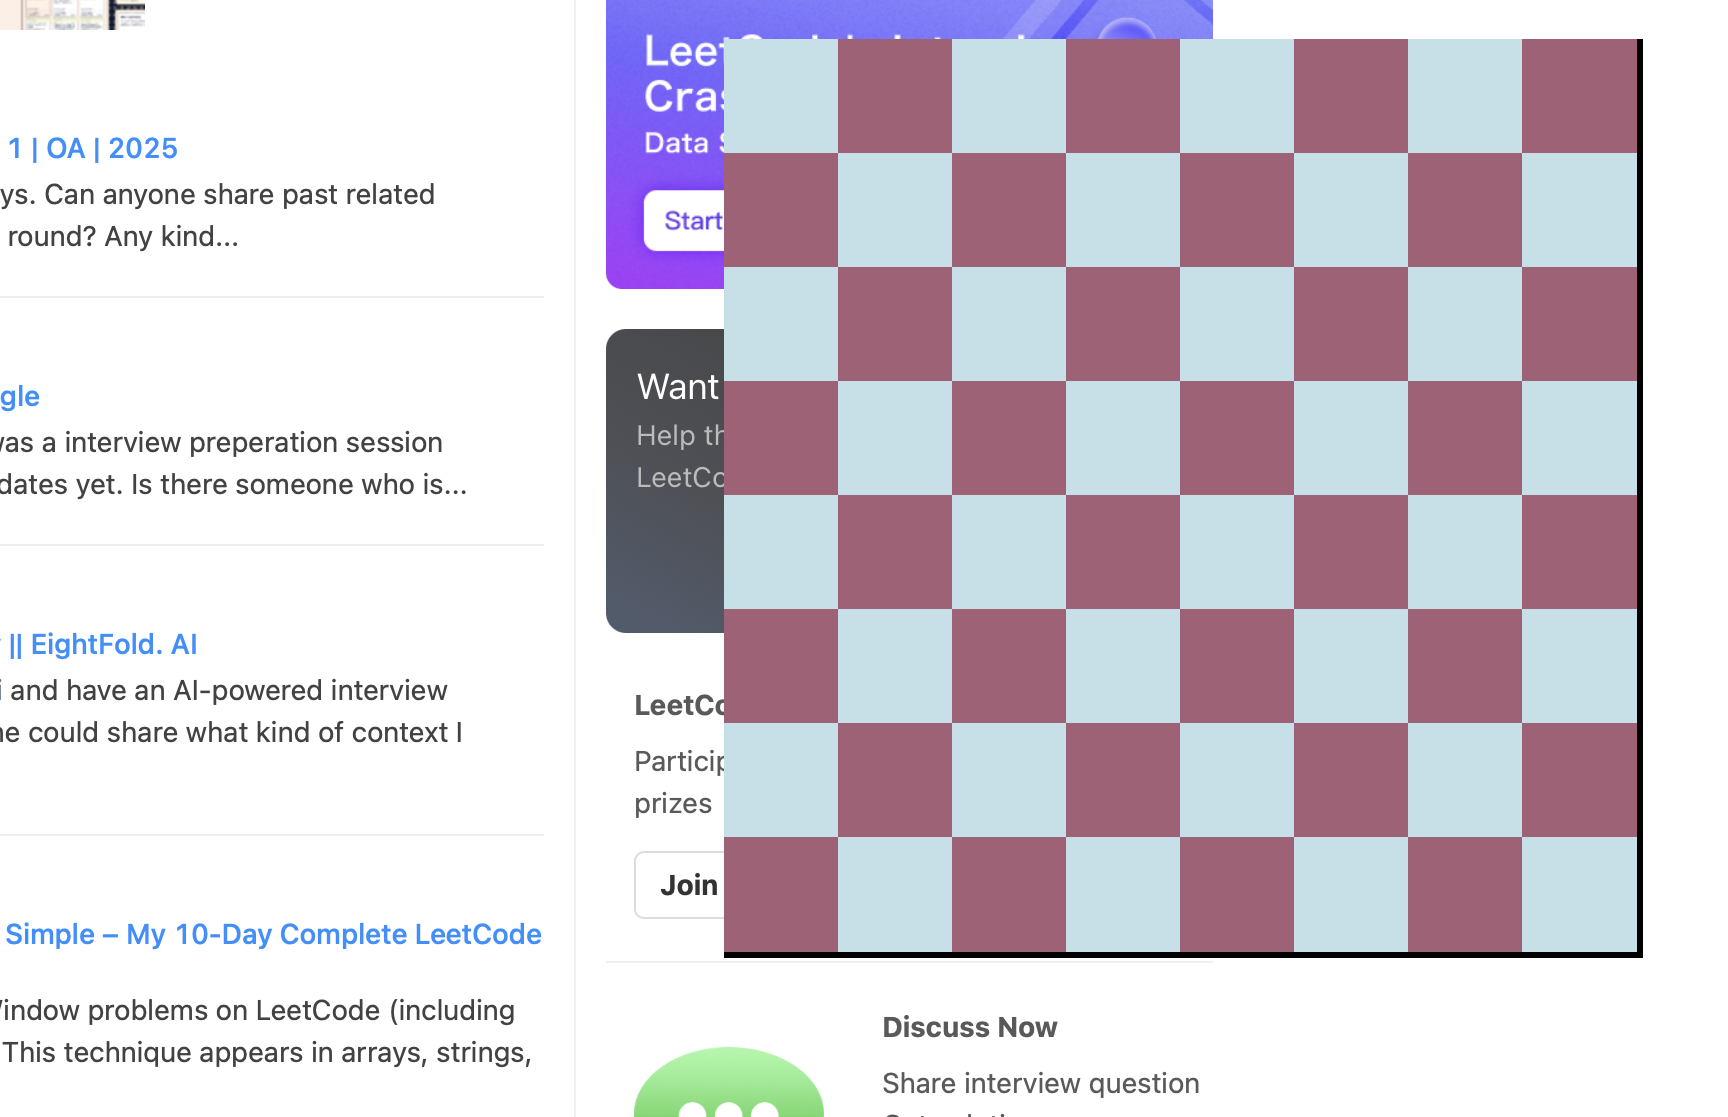 1 | OA | 2025
ys. Can anyone share past related
round? Any kind...
gle
was a interview preperation session
dates yet. Is there someone who is...
|| EightFold. AI
i and have an AI-powered interview
ne could share what kind of context I
Simple – My 10-Day Complete LeetCode
Window problems on LeetCode (including
This technique appears in arrays, strings,
Leet
Cras
Data S
Start
Want
Help th
LeetCo
LeetCo
Particip
prizes
Join
Discuss Now
Share interview question